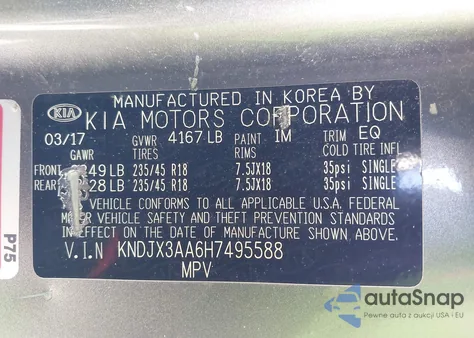 MANUFACTURED IN KOREA BY
KIA KIA MOTORS CORPORATION
03/17 GVWR 4167 LB PAINT IM TRIM EQ
GAWR TIRES RIMS COLD TIRE INFL
FRONT 235/45 R18 7.5JX18 35psi SINGLE
REAR 235/45 R18 7.5JX18 35psi SINGLE
VEHICLE CONFORMS TO ALL APPLICABLE U.S.A. FEDERAL
MOTOR VEHICLE SAFETY AND THEFT PREVENTION STANDARDS
IN EFFECT ON THE DATE OF MANUFACTURE SHOWN ABOVE.
V.I.N KNDJX3AA6H7495588
MPV
P75
autoSnap
Pewne auta z aukcji USA i EU